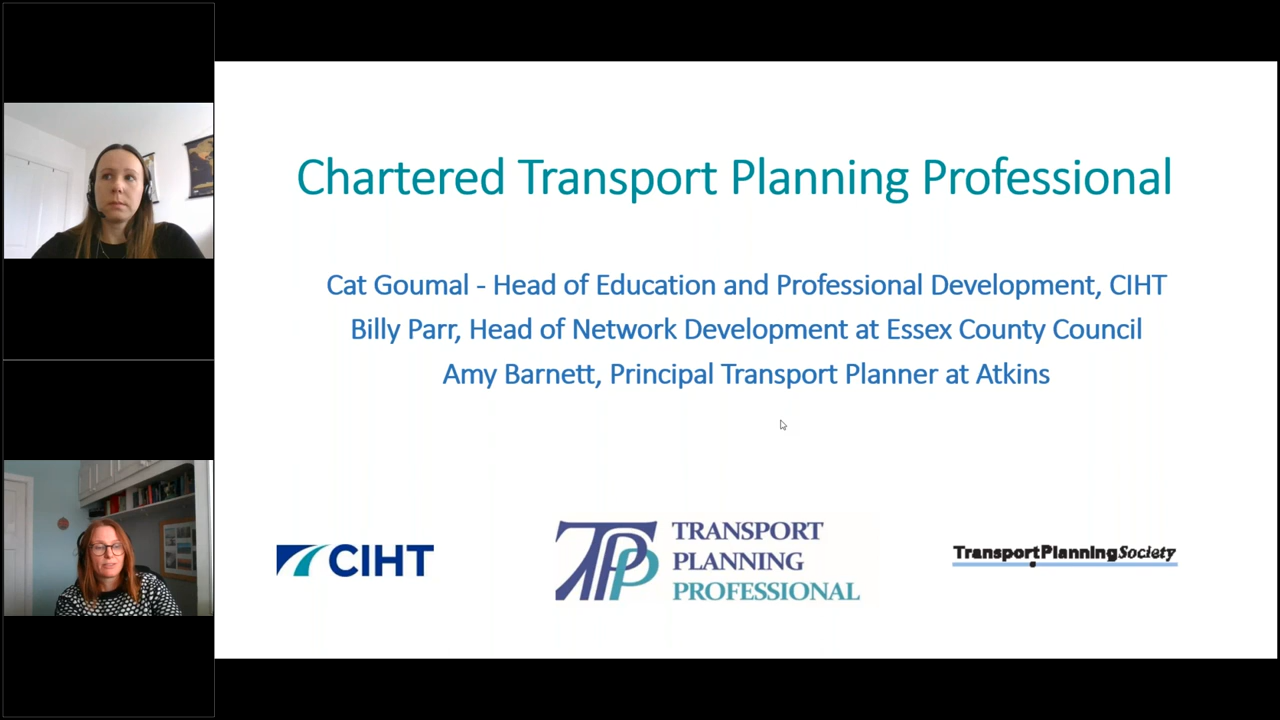 Chartered Transport Planning Professional
Cat Goumal - Head of Education and Professional Development, CIHT
Billy Parr, Head of Network Development at Essex County Council
Amy Barnett, Principal Transport Planner at Atkins
CIHT
TPP
TRANSPORT
PLANNING
PROFESSIONAL
TransportPlanningSociety